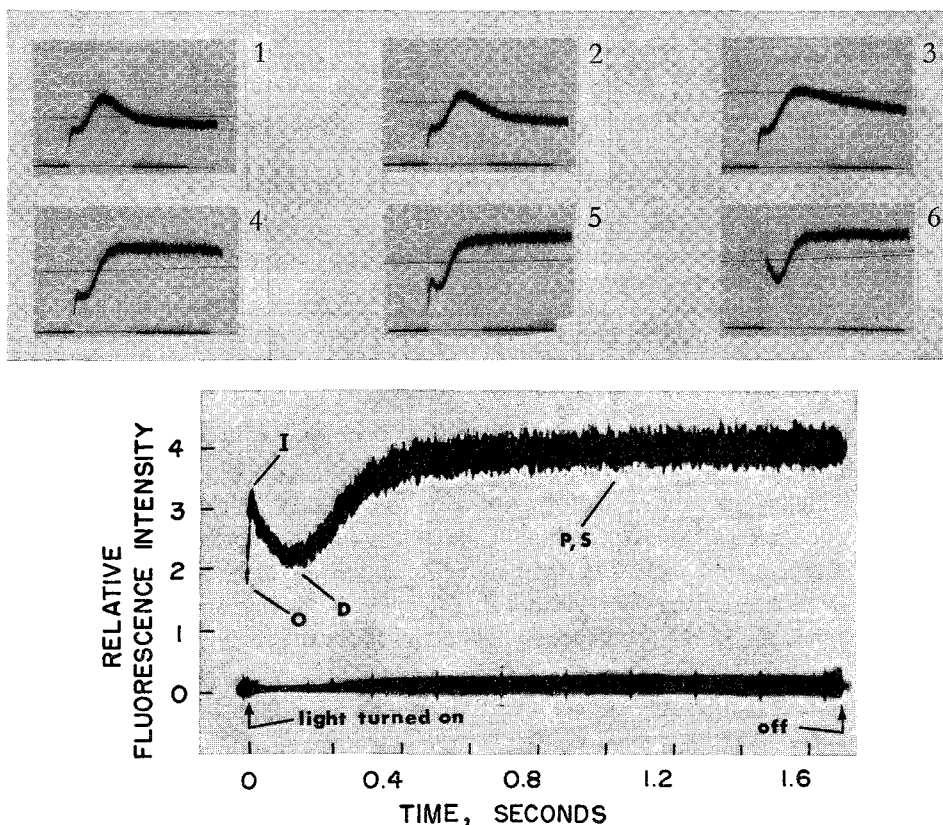 1
2
3
4
5
6
RELATIVE
FLUORESCENCE INTENSITY
4
3
2
1
0
I
O
D
P, S
light turned on
off
0 0.4 0.8 1.2 1.6
TIME, SECONDS